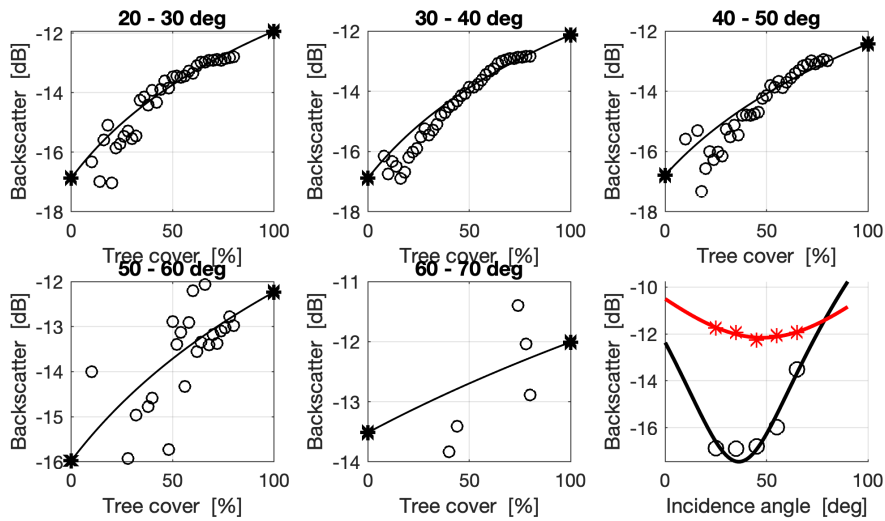 20 - 30 deg
-12
-14
-16
-18
0
50
100
Backscatter [dB]
Tree cover [%]
30 - 40 deg
-12
-14
-16
-18
0
50
100
Backscatter [dB]
Tree cover [%]
40 - 50 deg
-12
-14
-16
-18
0
50
100
Backscatter [dB]
Tree cover [%]
50 - 60 deg
-12
-13
-14
-15
-16
0
50
100
Backscatter [dB]
Tree cover [%]
60 - 70 deg
-11
-12
-13
-14
0
50
100
Backscatter [dB]
Tree cover [%]
-10
-12
-14
-16
0
50
100
Backscatter [dB]
Incidence angle [deg]